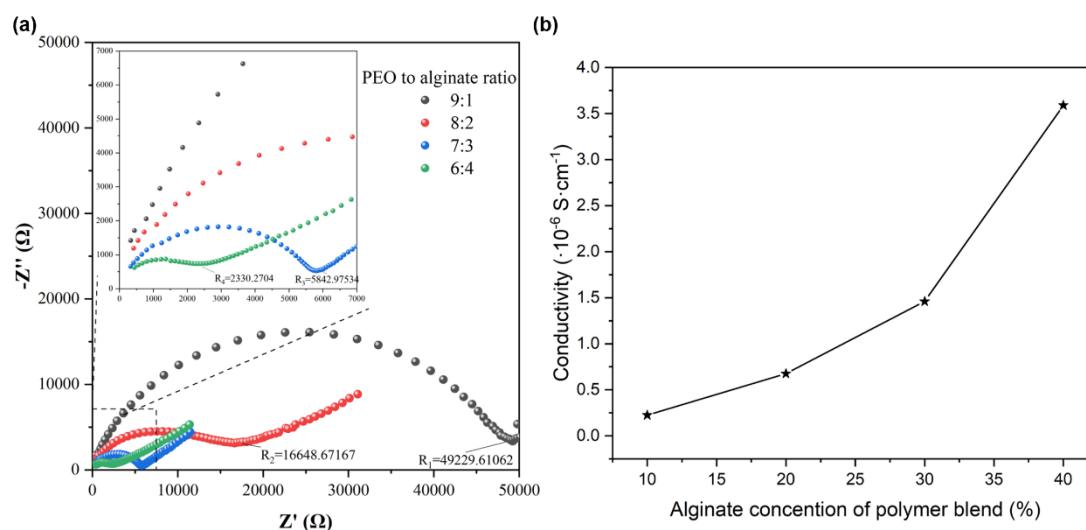 (a)
50000
40000
30000
20000
10000
0
-Z'' (Ω)
7000
6000
5000
4000
3000
2000
1000
0
0 1000 2000 3000 4000 5000 6000 7000
R4=2330.2704
R3=5842.97534
PEO to alginate ratio
9:1
8:2
7:3
6:4
R2=16648.67167
R1=49229.61062
0 10000 20000 30000 40000 50000
Z' (Ω)
(b)
4.0
3.5
3.0
2.5
2.0
1.5
1.0
0.5
0.0
Conductivity (·10-6 S·cm-1)
10 15 20 25 30 35 40
Alginate concention of polymer blend (%)